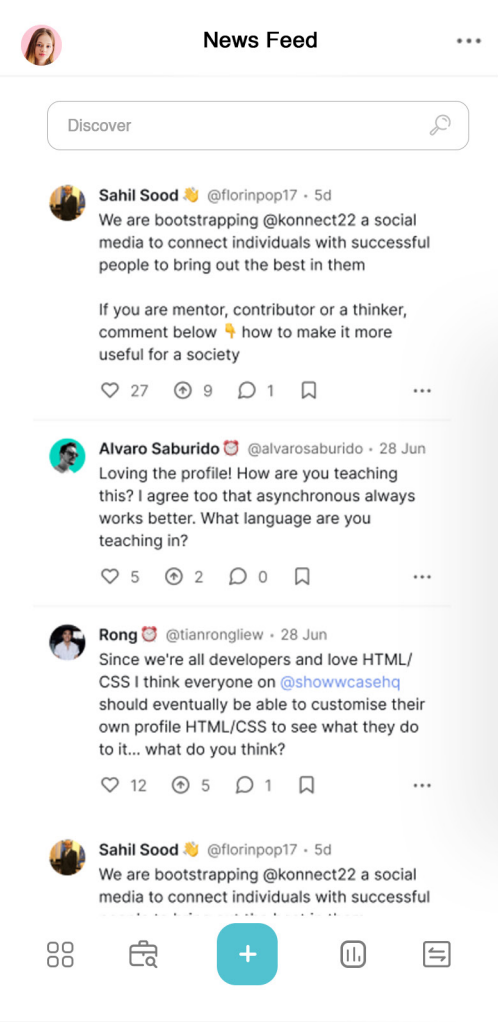 News Feed
Discover
Sahil Sood 👋 @florinpop17 • 5d
We are bootstrapping @konnect22 a social
media to connect individuals with successful
people to bring out the best in them
If you are mentor, contributor or a thinker,
comment below 👇 how to make it more
useful for a society
27 9 1
Alvaro Saburido ⏰ @alvarosaburido • 28 Jun
Loving the profile! How are you teaching
this? I agree too that asynchronous always
works better. What language are you
teaching in?
5 2 0
Rong ⏰ @tianrongliew • 28 Jun
Since we're all developers and love HTML/
CSS I think everyone on @showwcasehq
should eventually be able to customise their
own profile HTML/CSS to see what they do
to it... what do you think?
12 5 1
Sahil Sood 👋 @florinpop17 • 5d
We are bootstrapping @konnect22 a social
media to connect individuals with successful